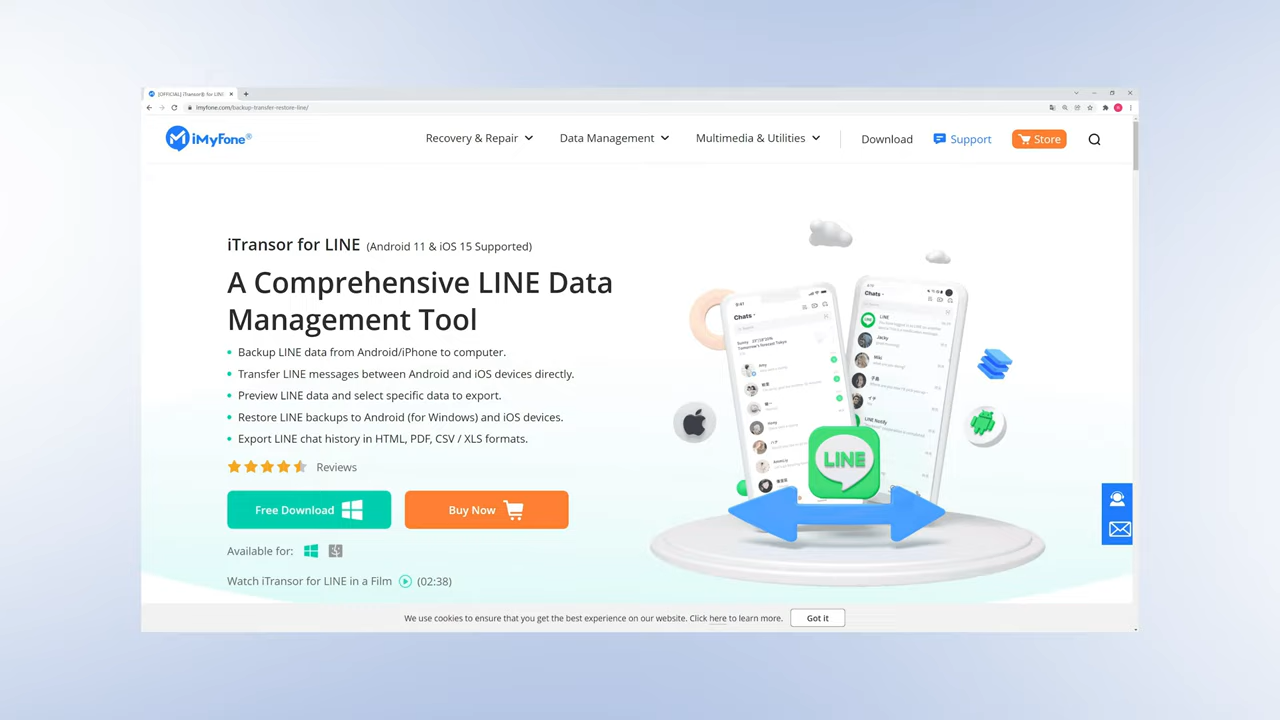 [OFFICIAL] iTransor® for LINE
imyfone.com/backup-transfer-restore-line/
iMyFone®
Recovery & Repair
Data Management
Multimedia & Utilities
Download
Support
Store
iTransor for LINE (Android 11 & iOS 15 Supported)
A Comprehensive LINE Data
Management Tool
Backup LINE data from Android/iPhone to computer.
Transfer LINE messages between Android and iOS devices directly.
Preview LINE data and select specific data to export.
Restore LINE backups to Android (for Windows) and iOS devices.
Export LINE chat history in HTML, PDF, CSV / XLS formats.
Reviews
Free Download
Buy Now
Available for:
Watch iTransor for LINE in a Film (02:38)
Chats
Chats
LINE
Jacky
Miki
LINE Notify
LINE
We use cookies to ensure that you get the best experience on our website. Click here to learn more.
Got it